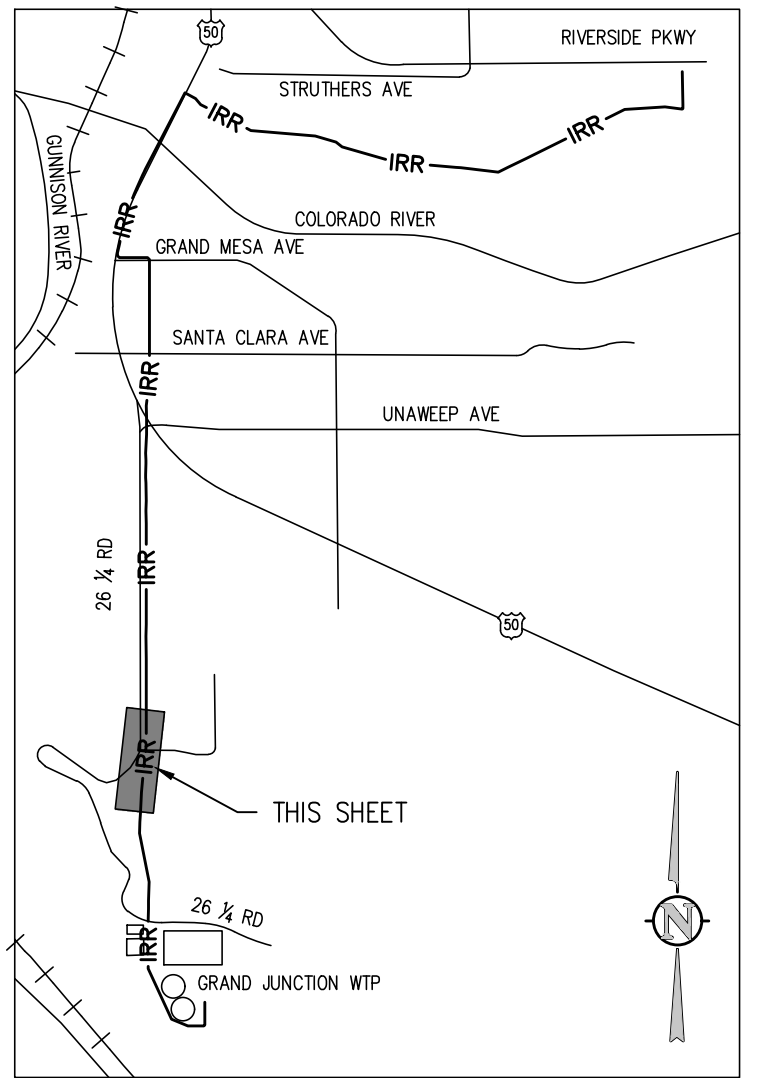 50
RIVERSIDE PKWY
STRUTHERS AVE
IRR
IRR
IRR
GUNNISON RIVER
IRR
COLORADO RIVER
GRAND MESA AVE
SANTA CLARA AVE
IRR
UNAWEEP AVE
26 ¼ RD
IRR
50
IRR
THIS SHEET
26 ¼ RD
N
IRR
GRAND JUNCTION WTP